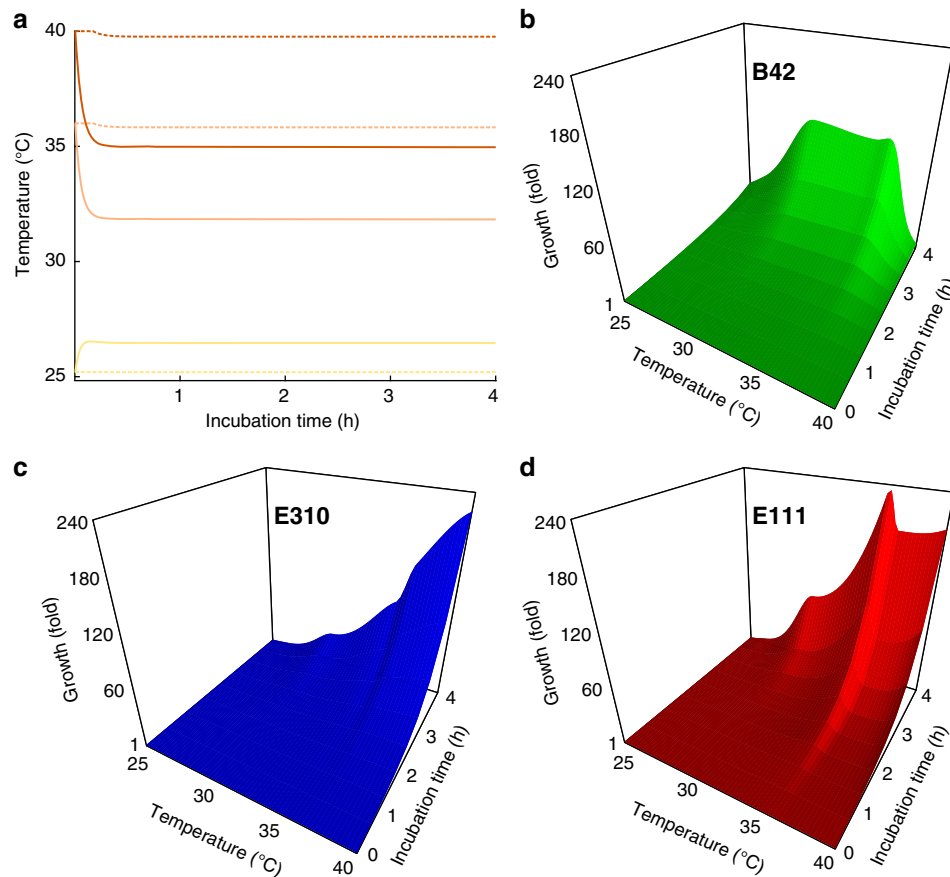 a
40
35
30
25
Temperature (°C)
1
2
3
4
Incubation time (h)
b
B42
240
180
120
60
1
Growth (fold)
25
30
35
40
Temperature (°C)
0
1
2
3
4
Incubation time (h)
c
E310
240
180
120
60
1
Growth (fold)
25
30
35
40
Temperature (°C)
0
1
2
3
4
Incubation time (h)
d
E111
240
180
120
60
1
Growth (fold)
25
30
35
40
Temperature (°C)
0
1
2
3
4
Incubation time (h)